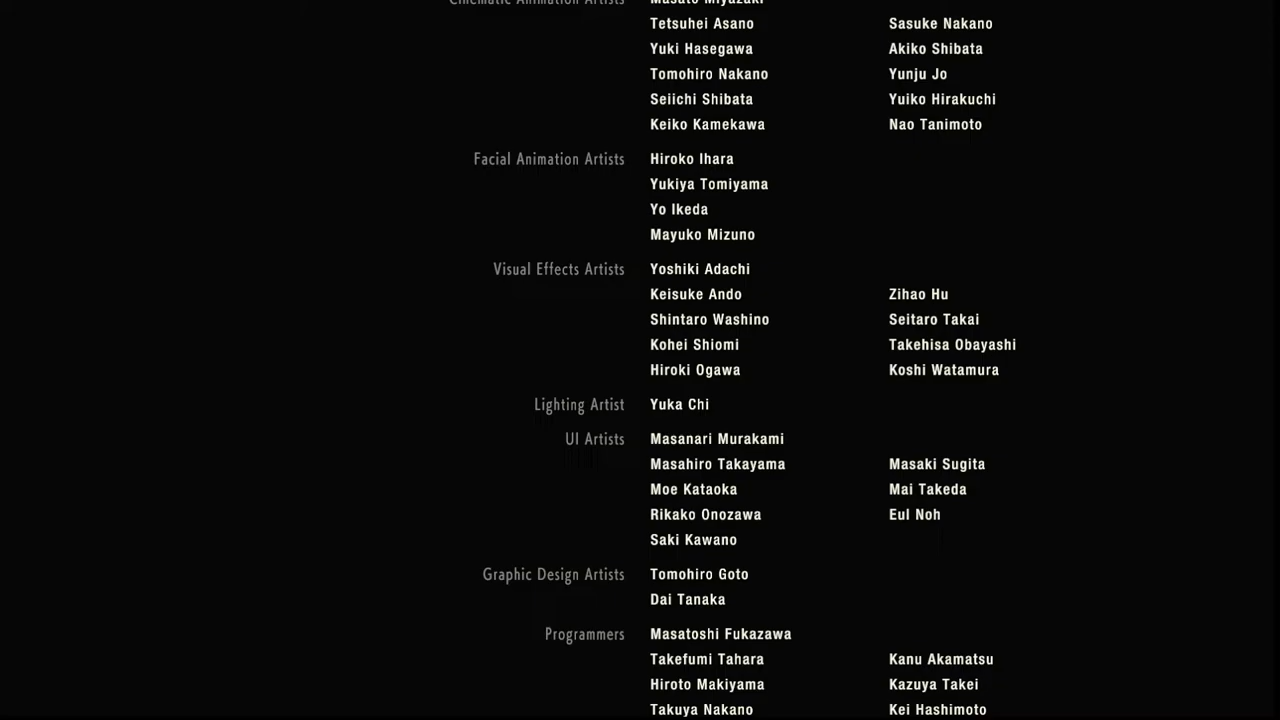 Cinematic Animation Artists Masato Miyazaki
Tetsuhei Asano Sasuke Nakano
Yuki Hasegawa Akiko Shibata
Tomohiro Nakano Yunju Jo
Seiichi Shibata Yuiko Hirakuchi
Keiko Kamekawa Nao Tanimoto
Facial Animation Artists Hiroko Ihara
Yukiya Tomiyama
Yo Ikeda
Mayuko Mizuno
Visual Effects Artists Yoshiki Adachi
Keisuke Ando Zihao Hu
Shintaro Washino Seitaro Takai
Kohei Shiomi Takehisa Obayashi
Hiroki Ogawa Koshi Watamura
Lighting Artist Yuka Chi
UI Artists Masanari Murakami
Masahiro Takayama Masaki Sugita
Moe Kataoka Mai Takeda
Rikako Onozawa Eul Noh
Saki Kawano
Graphic Design Artists Tomohiro Goto
Dai Tanaka
Programmers Masatoshi Fukazawa
Takefumi Tahara Kanu Akamatsu
Hiroto Makiyama Kazuya Takei
Takuya Nakano Kei Hashimoto